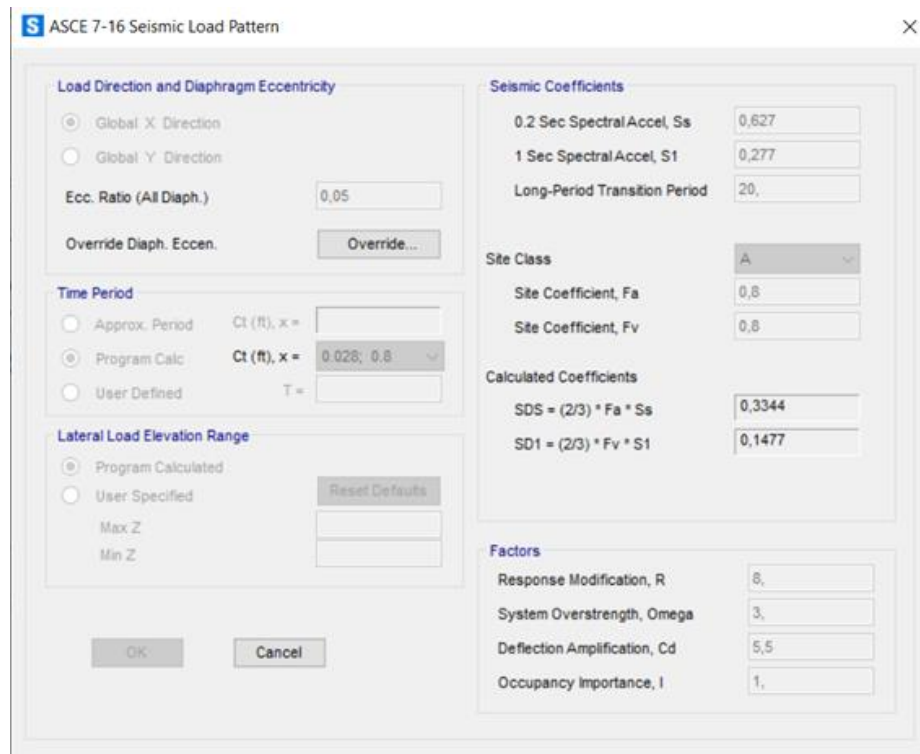 S ASCE 7-16 Seismic Load Pattern
Load Direction and Diaphragm Eccentricity
Global X Direction
Global Y Direction
Ecc. Ratio (All Diaph.) 0,05
Override Diaph. Eccen. Override...
Time Period
Approx. Period Ct (ft), x =
Program Calc Ct (ft), x = 0.028; 0.8
User Defined T =
Lateral Load Elevation Range
Program Calculated
User Specified Reset Defaults
Max Z
Min Z
OK Cancel
Seismic Coefficients
0.2 Sec Spectral Accel, Ss 0,627
1 Sec Spectral Accel, S1 0,277
Long-Period Transition Period 20,
Site Class A
Site Coefficient, Fa 0,8
Site Coefficient, Fv 0,8
Calculated Coefficients
SDS = (2/3) * Fa * Ss 0,3344
SD1 = (2/3) * Fv * S1 0,1477
Factors
Response Modification, R 8,
System Overstrength, Omega 3,
Deflection Amplification, Cd 5,5
Occupancy Importance, I 1,